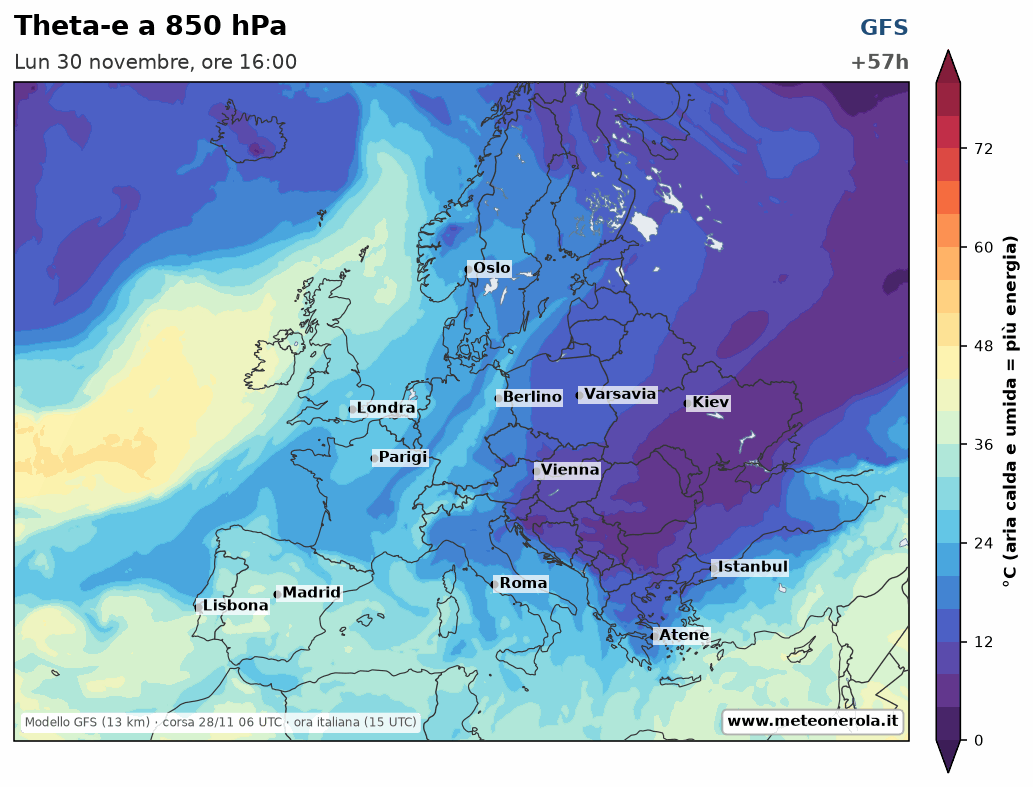 Theta-e a 850 hPa
GFS
Lun 30 novembre, ore 16:00
+57h
72
60
48
36
24
12
0
°C (aria calda e umida = più energia)
Oslo
Londra
Berlino
Varsavia
Kiev
Parigi
Vienna
Istanbul
Roma
Madrid
Lisbona
Atene
Modello GFS (13 km) · corsa 28/11 06 UTC · ora italiana (15 UTC)
www.meteonerola.it